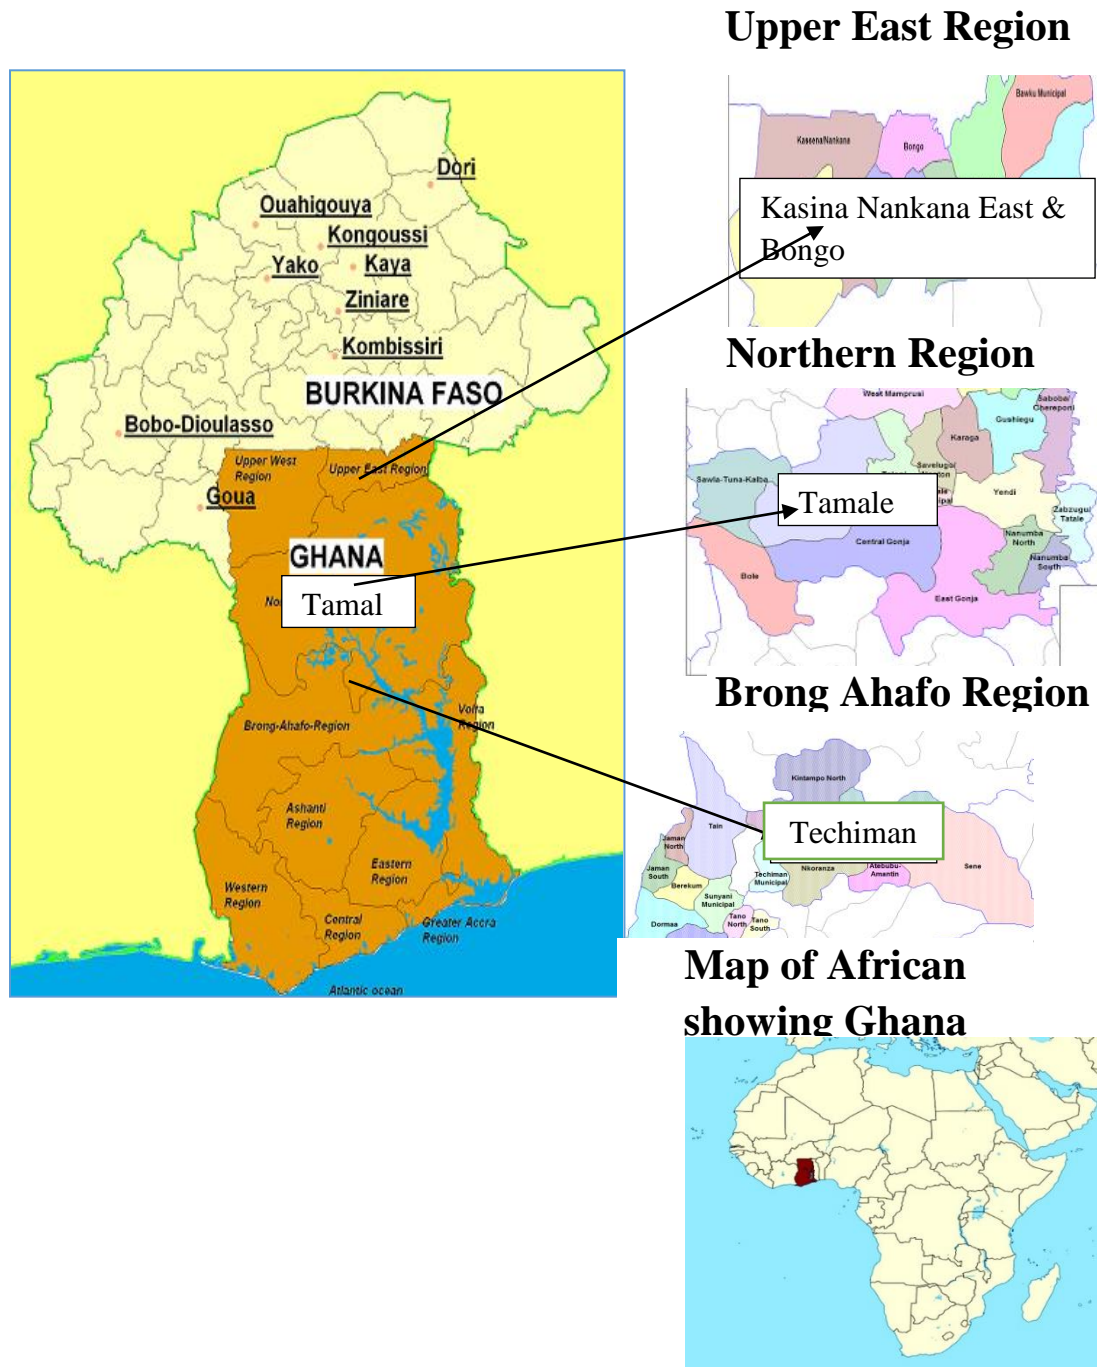 Upper East Region
Bawku Municipal
Kassena/Nankana
Bongo
Kasina Nankana East &
Bongo
Dori
Ouahigouya
Kongoussi
Yako
Kaya
Ziniare
Kombissiri
BURKINA FASO
Bobo-Dioulasso
Goua
Upper West
Region
Upper East Region
GHANA
Tamal
Volta
Region
Brong-Ahafo-Region
Ashanti
Region
Eastern
Region
Western
Region
Central
Region
Greater Accra
Region
Atlantic ocean
Northern Region
West Mamprusi
Saboba/
Chereponi
Gushiegu
Karaga
Sawla-Tuna-Kalba
Yendi
Tamale
Zabzugu/
Tatale
Central Gonja
Nanumba
North
Nanumba
South
Bole
East Gonja
Brong Ahafo Region
Kintampo North
Tain
Techiman
Jaman
North
Jaman
South
Techiman
Municipal
Nkoranza
Atebubu-
Amantin
Sene
Berekum
Sunyani
Municipal
Dormaa
Tano
North
Tano
South
Map of African
showing Ghana